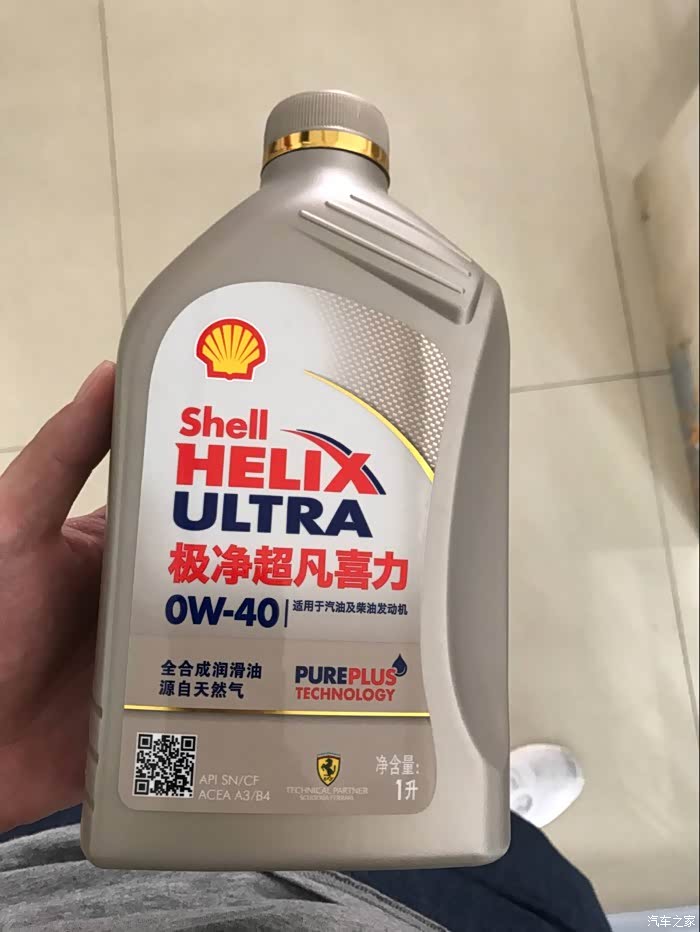 Shell
HELIX
ULTRA
极净超凡喜力
0W-40 适用于汽油及柴油发动机
全合成润滑油
源自天然气
PUREPLUS
TECHNOLOGY
API SN/CF
ACEA A3/B4
TECHNICAL PARTNER
SCUDERIA FERRARI
净含量:
1升
汽车之家